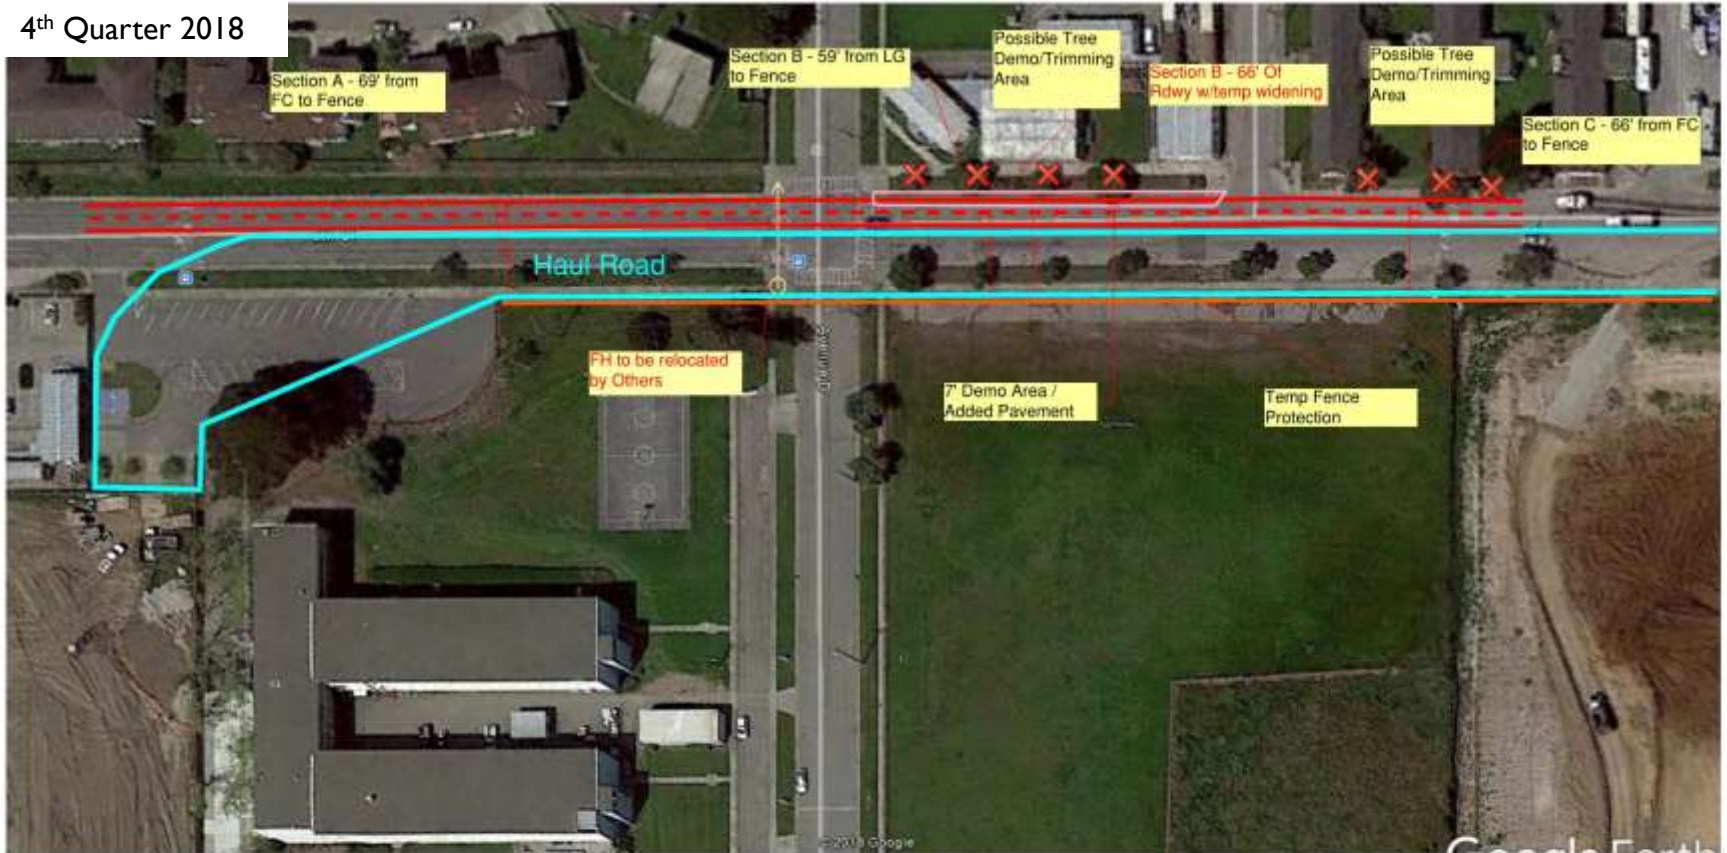 4th Quarter 2018
Section A - 69' from
FC to Fence
Section B - 59' from LG
to Fence
Possible Tree
Demo/Trimming
Area
Section B - 66' Of
Rdwy w/temp widening
Possible Tree
Demo/Trimming
Area
Section C - 66' from FC
to Fence
Haul Road
FH to be relocated
by Others
7' Demo Area /
Added Pavement
Temp Fence
Protection
© 2018 Google
Google Earth